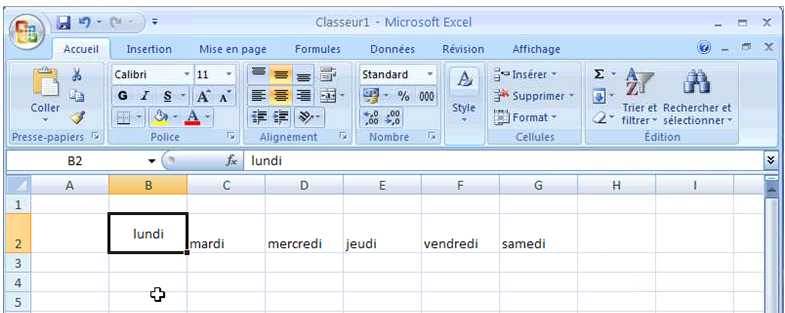 Classeur1 - Microsoft Excel
Accueil Insertion Mise en page Formules Données Révision Affichage
Coller
Presse-papiers
Calibri 11
G I S A A
A
Police
Alignement
Standard
% 000
,00 ,0
Nombre
A
Style
Insérer
Supprimer
Format
Cellules
Σ
A Z
Trier et filtrer
Rechercher et sélectionner
Édition
B2 fx lundi
A B C D E F G H I
1
2 lundi mardi mercredi jeudi vendredi samedi
3
4
5